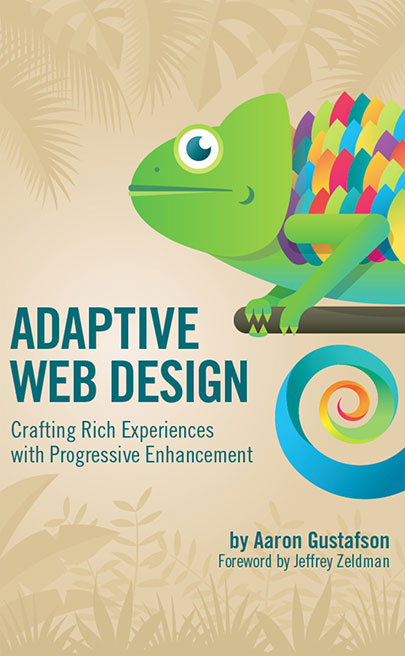 ADAPTIVE
WEB DESIGN
Crafting Rich Experiences
with Progressive Enhancement
by Aaron Gustafson
Foreword by Jeffrey Zeldman